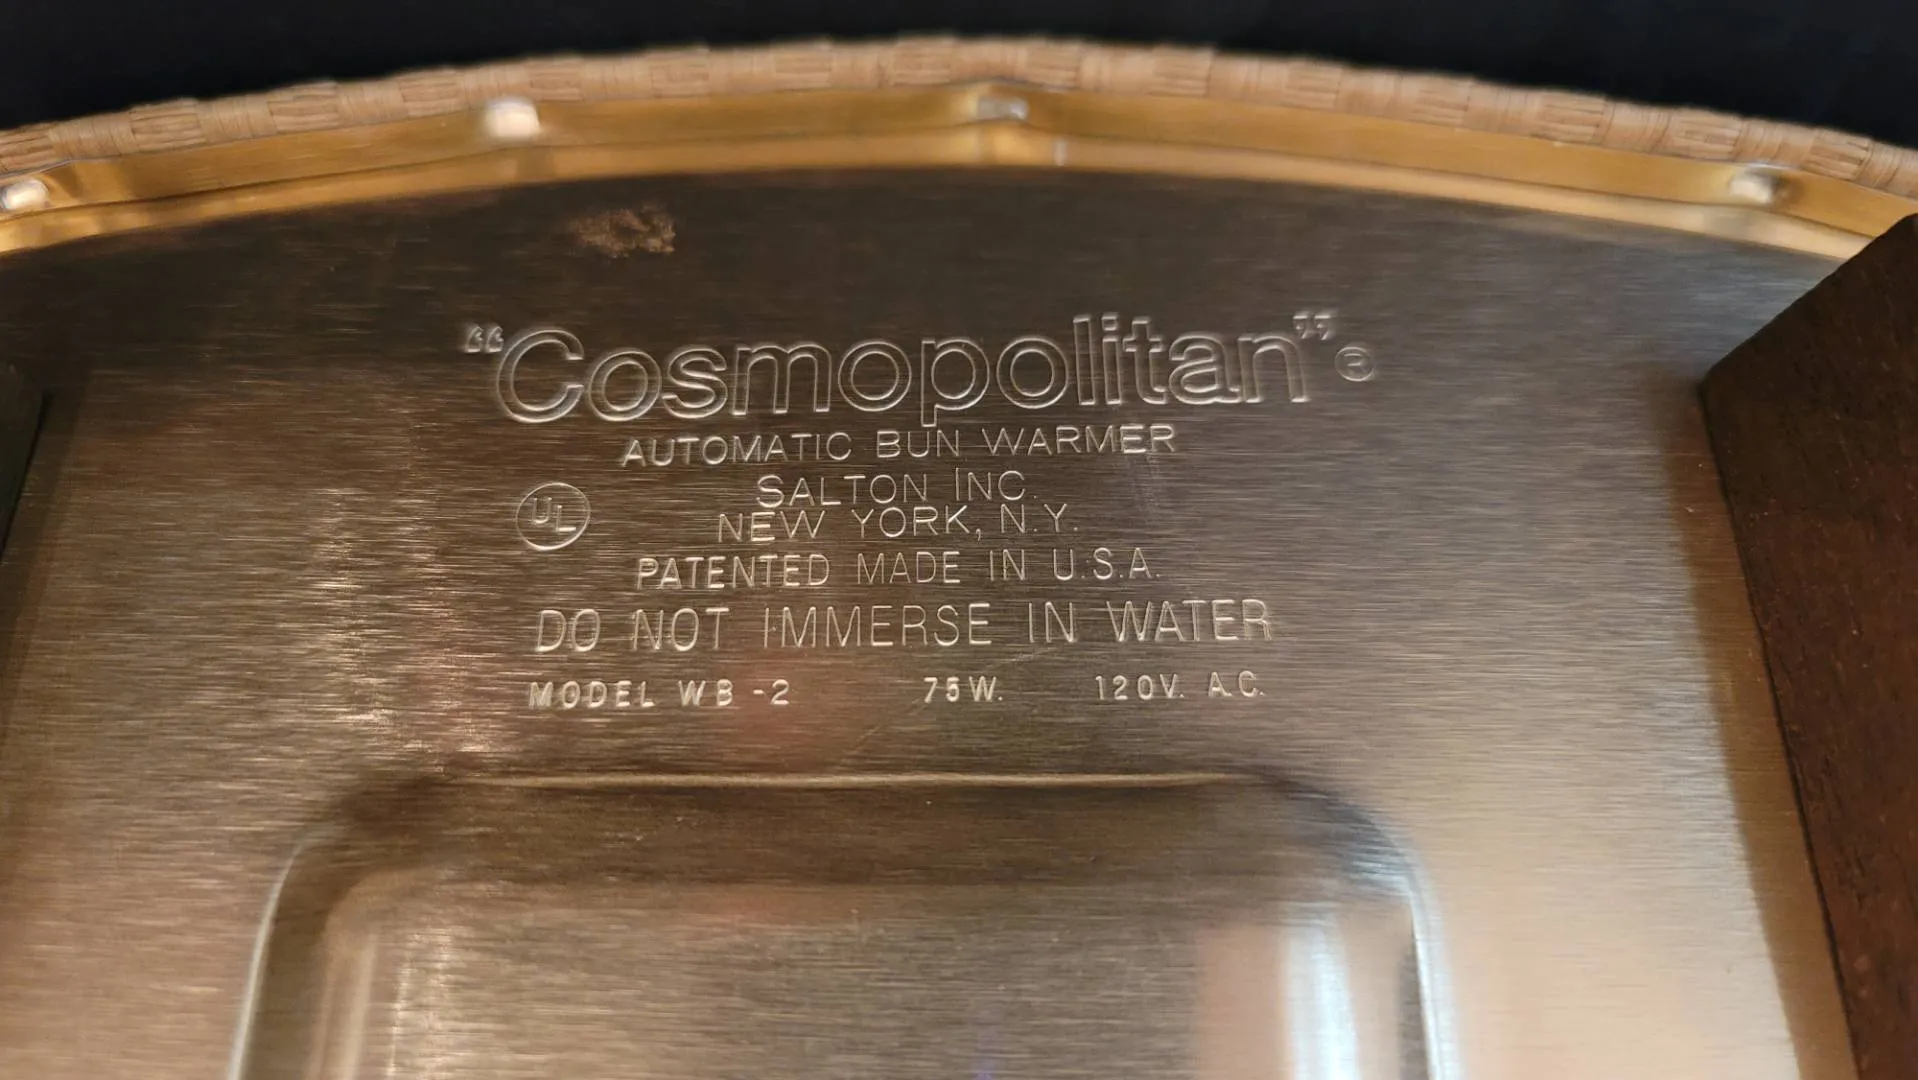 “Cosmopolitan”®
AUTOMATIC BUN WARMER
UL
SALTON INC.
NEW YORK, N.Y.
PATENTED MADE IN U.S.A.
DO NOT IMMERSE IN WATER
MODEL WB-2 75W. 120V. A.C.